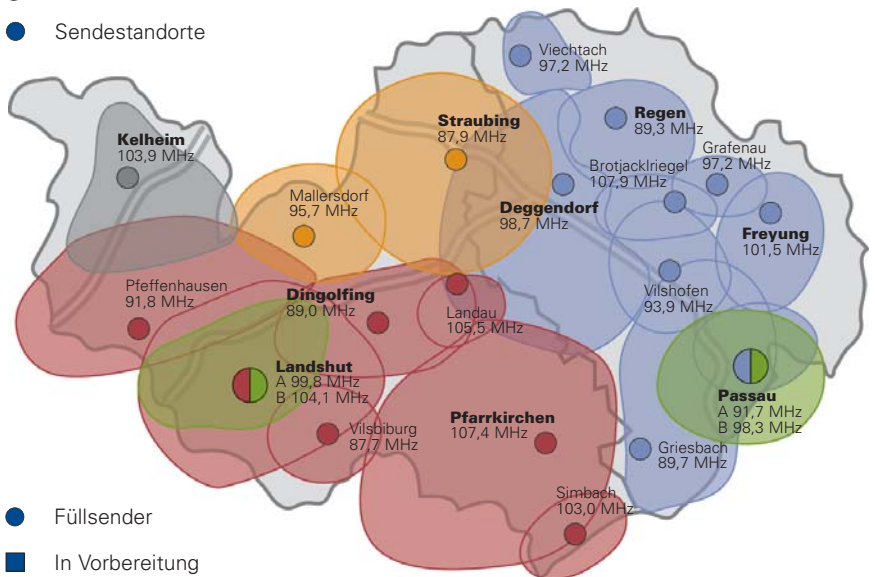 Sendestandorte
Viechtach
97,2 MHz
Straubing
87,9 MHz
Regen
89,3 MHz
Kelheim
103,9 MHz
Grafenau
97,2 MHz
Brotjacklriegel
107,9 MHz
Mallersdorf
95,7 MHz
Deggendorf
98,7 MHz
Freyung
101,5 MHz
Pfeffenhausen
91,8 MHz
Dingolfing
89,0 MHz
Landau
105,5 MHz
Vilshofen
93,9 MHz
Landshut
A 99,8 MHz
B 104,1 MHz
Passau
A 91,7 MHz
B 98,3 MHz
Vilsbiburg
87,7 MHz
Pfarrkirchen
107,4 MHz
Griesbach
89,7 MHz
Simbach
103,0 MHz
Füllsender
In Vorbereitung